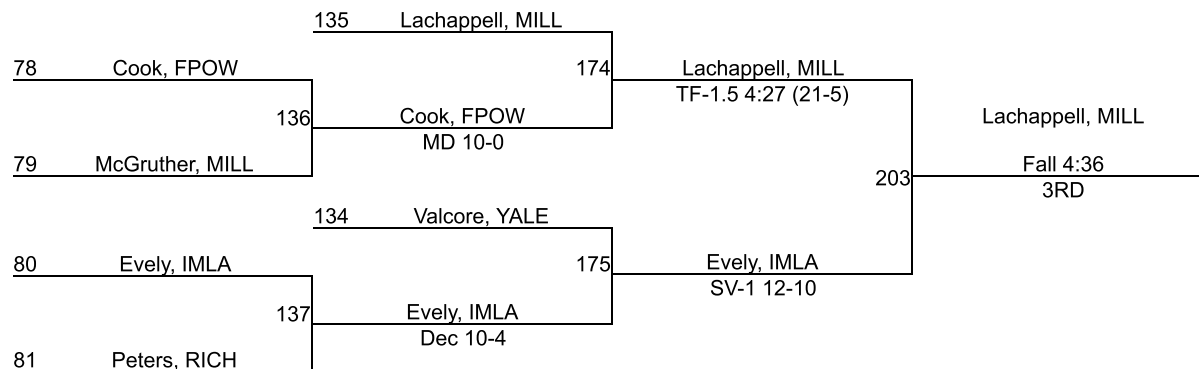 135 Lachappell, MILL
78 Cook, FPOW
174 Lachappell, MILL
TF-1.5 4:27 (21-5)
136 Cook, FPOW
MD 10-0
Lachappell, MILL
79 McGruther, MILL
Fall 4:36
203
3RD
134 Valcore, YALE
80 Evely, IMLA
175 Evely, IMLA
SV-1 12-10
137 Evely, IMLA
Dec 10-4
81 Peters, RICH